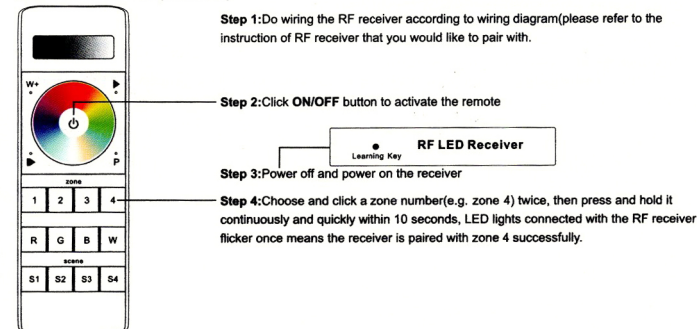 Step 1:Do wiring the RF receiver according to wiring diagram(please refer to the
instruction of RF receiver that you would like to pair with.
W+
Step 2:Click ON/OFF button to activate the remote
P
RF LED Receiver
Learning Key
Step 3:Power off and power on the receiver
zone
1 2 3 4
Step 4:Choose and click a zone number(e.g. zone 4) twice, then press and hold it
continuously and quickly within 10 seconds, LED lights connected with the RF receiver
flicker once means the receiver is paired with zone 4 successfully.
R G B W
scene
S1 S2 S3 S4